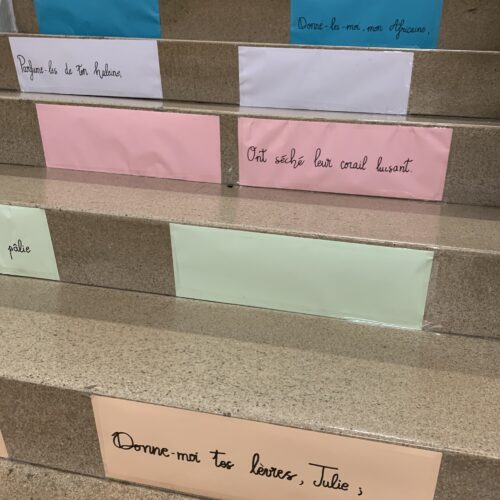 Donne-les-moi, mon Africaine,
Parfume-les de ton haleine,
Ont séché leur corail luisant.
pâlie
Donne-moi tes lèvres, Julie ;